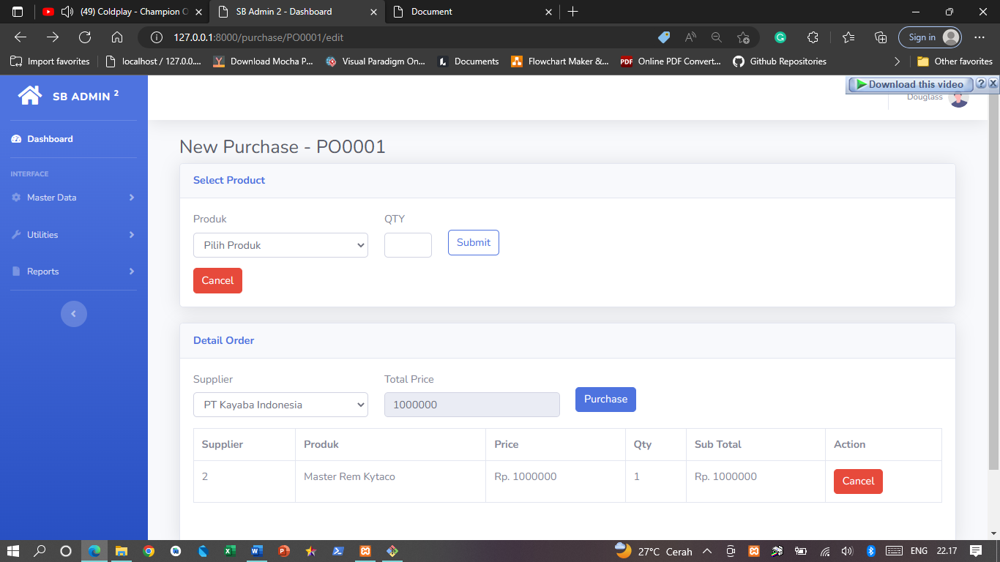 (49) Coldplay - Champion O
SB Admin 2 - Dashboard
Document
127.0.0.1:8000/purchase/PO0001/edit
Sign in
Import favorites
localhost / 127.0.0....
Download Mocha P...
Visual Paradigm On...
Documents
Flowchart Maker &...
PDF
Online PDF Convert...
Github Repositories
Other favorites
SB ADMIN 2
Download this video
Douglass
Dashboard
INTERFACE
Master Data
Utilities
Reports
New Purchase - PO0001
Select Product
Produk
QTY
Pilih Produk
Submit
Cancel
Detail Order
Supplier
Total Price
PT Kayaba Indonesia
1000000
Purchase
Supplier
Produk
Price
Qty
Sub Total
Action
2
Master Rem Kytaco
Rp. 1000000
1
Rp. 1000000
Cancel
27°C Cerah
ENG
22.17